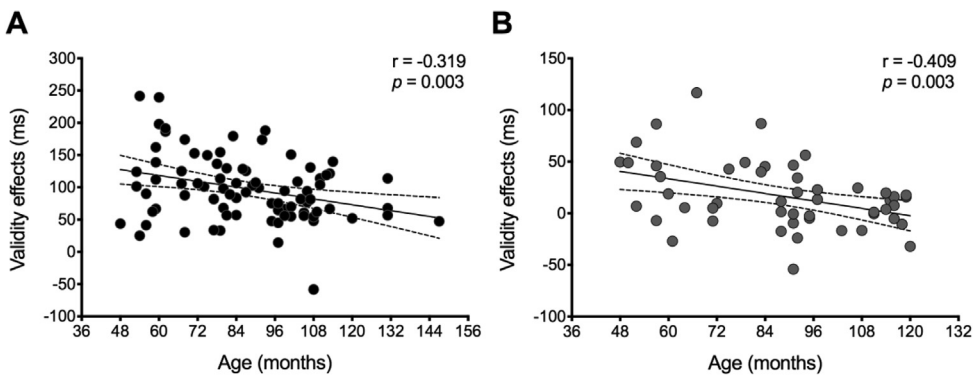 A
r = -0.319
p = 0.003
Validity effects (ms)
300
250
200
150
100
50
0
-50
-100
36 48 60 72 84 96 108 120 132 144 156
Age (months)
B
r = -0.409
p = 0.003
Validity effects (ms)
150
100
50
0
-50
-100
36 48 60 72 84 96 108 120 132
Age (months)